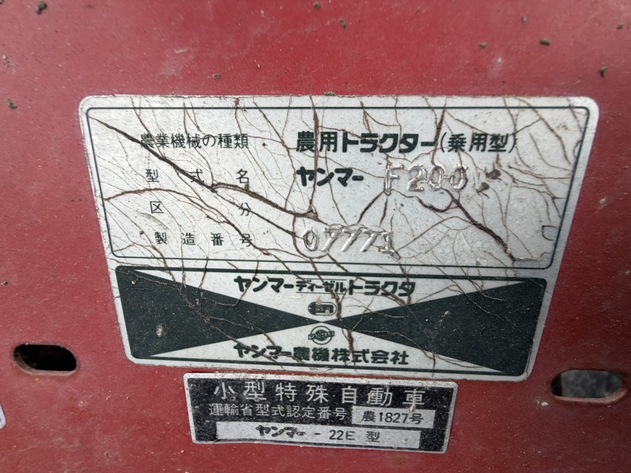 農業機械の種類 農用トラクター(乗用型)
型式名 ヤンマー F200
区分
製造番号 07771
ヤンマーディーゼルトラクタ
ヤンマー農機株式会社
小型特殊自動車
運輸省型式認定番号 農1827号
ヤンマー-22E 型